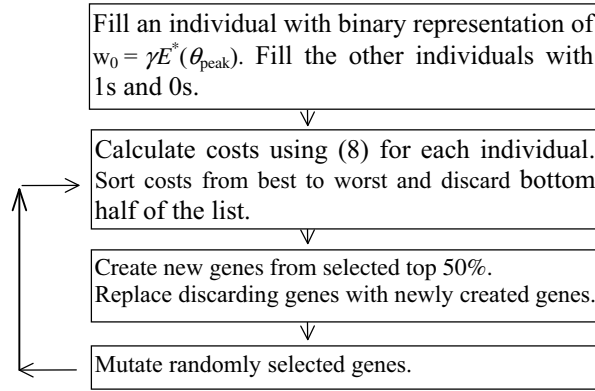 Fill an individual with binary representation of
w₀ = γE*(θpeak). Fill the other individuals with
1s and 0s.
Calculate costs using (8) for each individual.
Sort costs from best to worst and discard bottom
half of the list.
Create new genes from selected top 50%.
Replace discarding genes with newly created genes.
Mutate randomly selected genes.